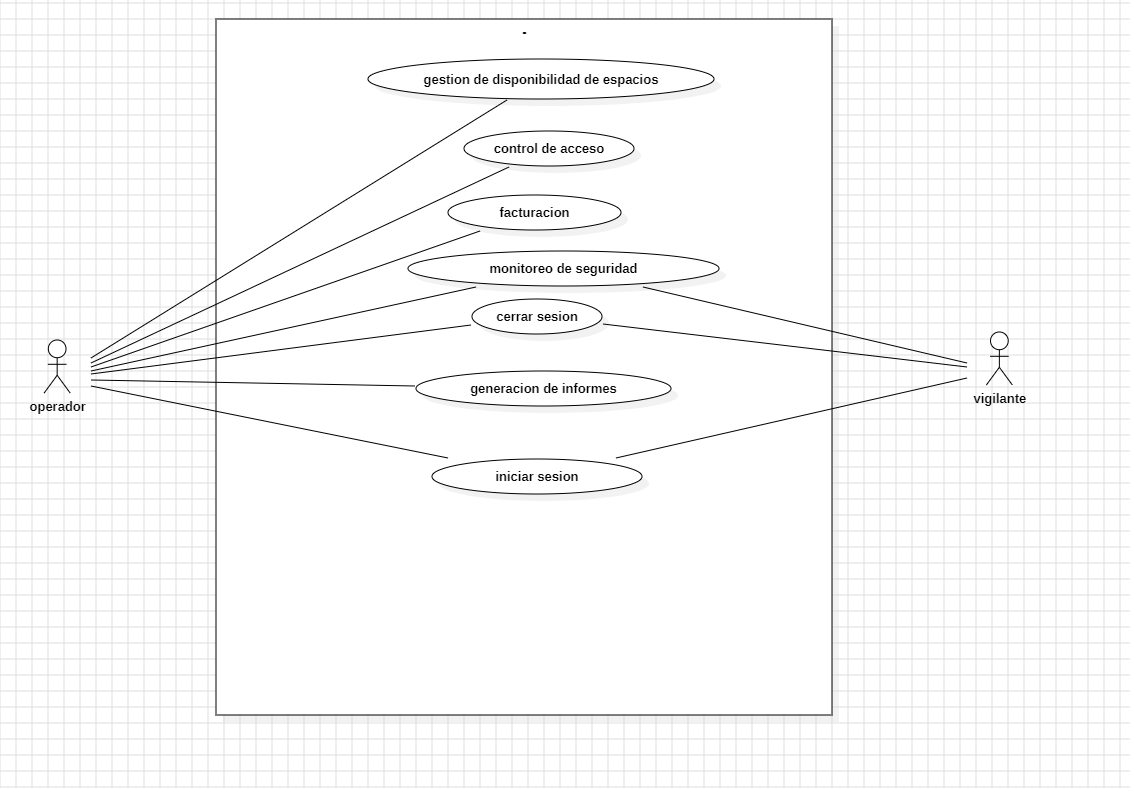 -
gestion de disponibilidad de espacios
control de acceso
facturacion
monitoreo de seguridad
cerrar sesion
generacion de informes
iniciar sesion
operador
vigilante